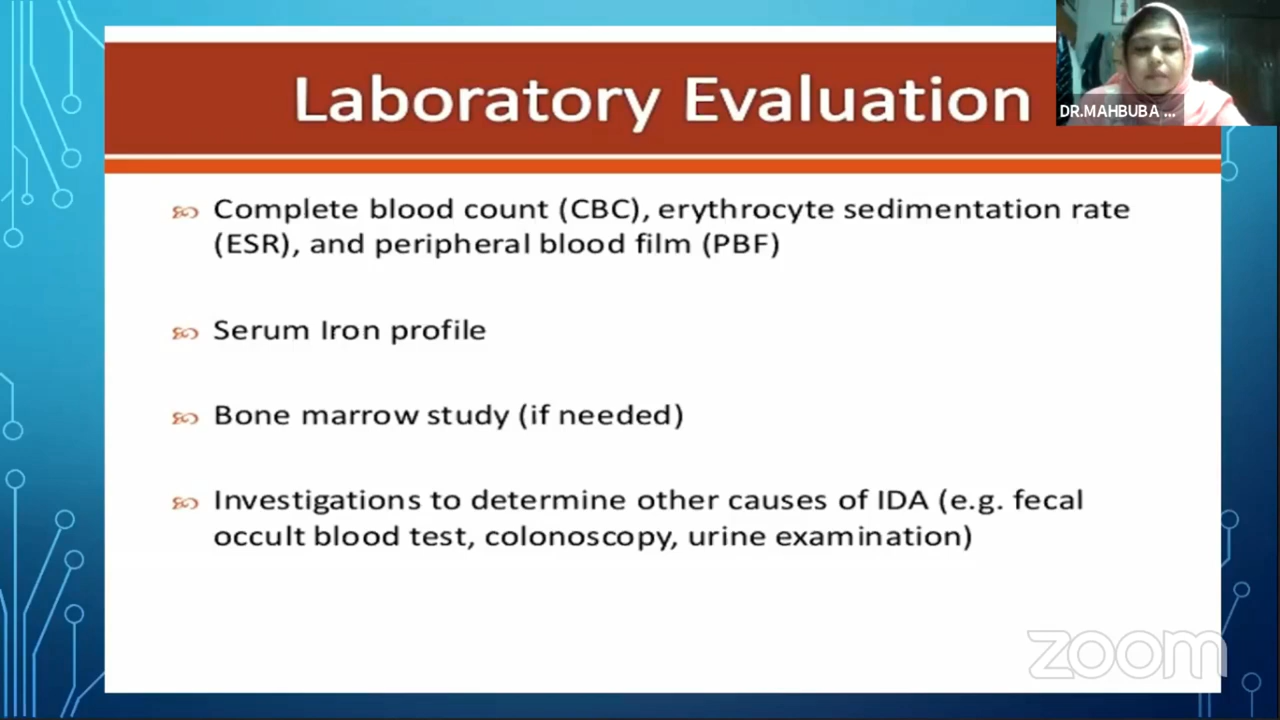 Laboratory Evaluation
DR.MAHBUBA ...
Complete blood count (CBC), erythrocyte sedimentation rate
(ESR), and peripheral blood film (PBF)
Serum Iron profile
Bone marrow study (if needed)
Investigations to determine other causes of IDA (e.g. fecal
occult blood test, colonoscopy, urine examination)
zoom